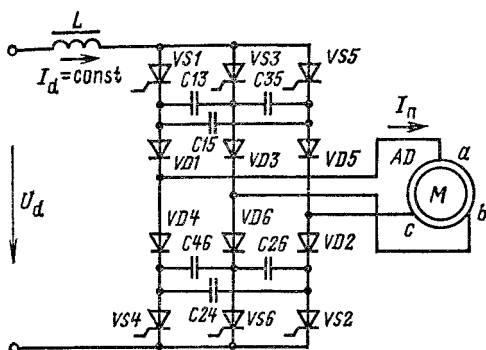 L
I_d=const
VS1
VS3
VS5
C13
C35
C15
VD1
VD3
VD5
I_п
AD
a
M
c
b
U_d
VD4
VD6
VD2
C46
C26
C24
VS4
VS6
VS2